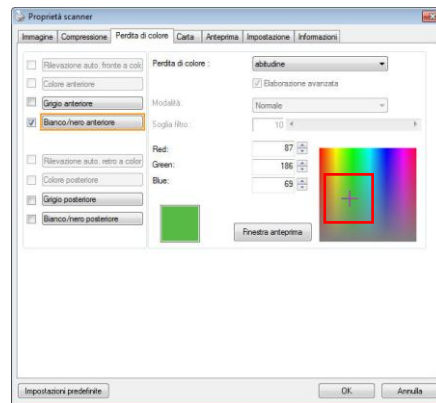 Proprietà scanner
Immagine Compressione Perdita di colore Carta Anteprima Impostazione Informazioni
Rilevazione auto. fronte a colo
Perdita di colore :
abitudine
Colore anteriore
Elaborazione avanzata
Grigio anteriore
Modalità:
Normale
Bianco/nero anteriore
Soglia filtro:
10
Red:
87
Rilevazione auto. retro a color
Green:
186
Colore posteriore
Blue:
69
Grigio posteriore
Bianco/nero posteriore
Finestra anteprima
Impostazioni predefinite
OK
Annulla